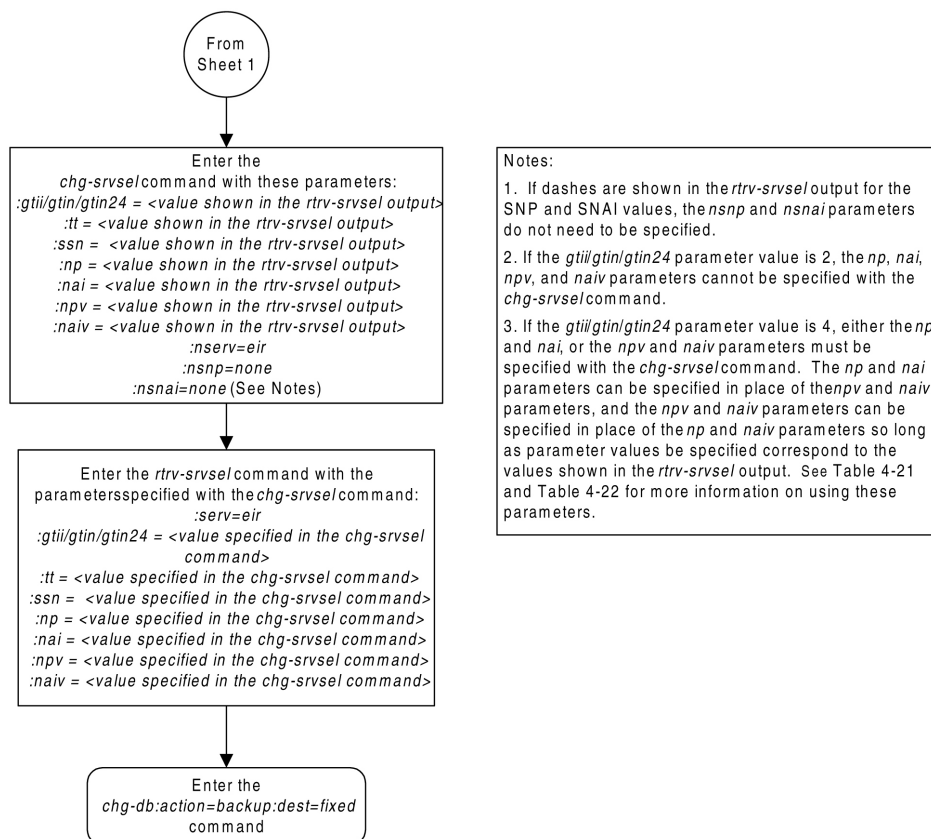 From
Sheet 1
Enter the
chg-srvsel command with these parameters:
:gtii/gtin/gtin24 = <value shown in the rtrv-srvsel output>
:tt = <value shown in the rtrv-srvsel output>
:ssn = <value shown in the rtrv-srvsel output>
:np = <value shown in the rtrv-srvsel output>
:nai = <value shown in the rtrv-srvsel output>
:npv = <value shown in the rtrv-srvsel output>
:naiv = <value shown in the rtrv-srvsel output>
:nserv=eir
:nsnp=none
:nsnai=none (See Notes)
Enter the rtrv-srvsel command with the
parametersspecified with the chg-srvsel command:
:serv=eir
:gtii/gtin/gtin24 = <value specified in the chg-srvsel
command>
:tt = <value specified in the chg-srvsel command>
:ssn = <value specified in the chg-srvsel command>
:np = <value specified in the chg-srvsel command>
:nai = <value specified in the chg-srvsel command>
:npv = <value specified in the chg-srvsel command>
:naiv = <value specified in the chg-srvsel command>
Enter the
chg-db:action=backup:dest=fixed
command
Notes:
1. If dashes are shown in the rtrv-srvsel output for the
SNP and SNAI values, the nsnp and nsnai parameters
do not need to be specified.
2. If the gtii/gtin/gtin24 parameter value is 2, the np, nai,
npv, and naiv parameters cannot be specified with the
chg-srvsel command.
3. If the gtii/gtin/gtin24 parameter value is 4, either the np
and nai, or the npv and naiv parameters must be
specified with the chg-srvsel command. The np and nai
parameters can be specified in place of thenpv and naiv
parameters, and the npv and naiv parameters can be
specified in place of the np and naiv parameters so long
as parameter values be specified correspond to the
values shown in the rtrv-srvsel output. See Table 4-21
and Table 4-22 for more information on using these
parameters.